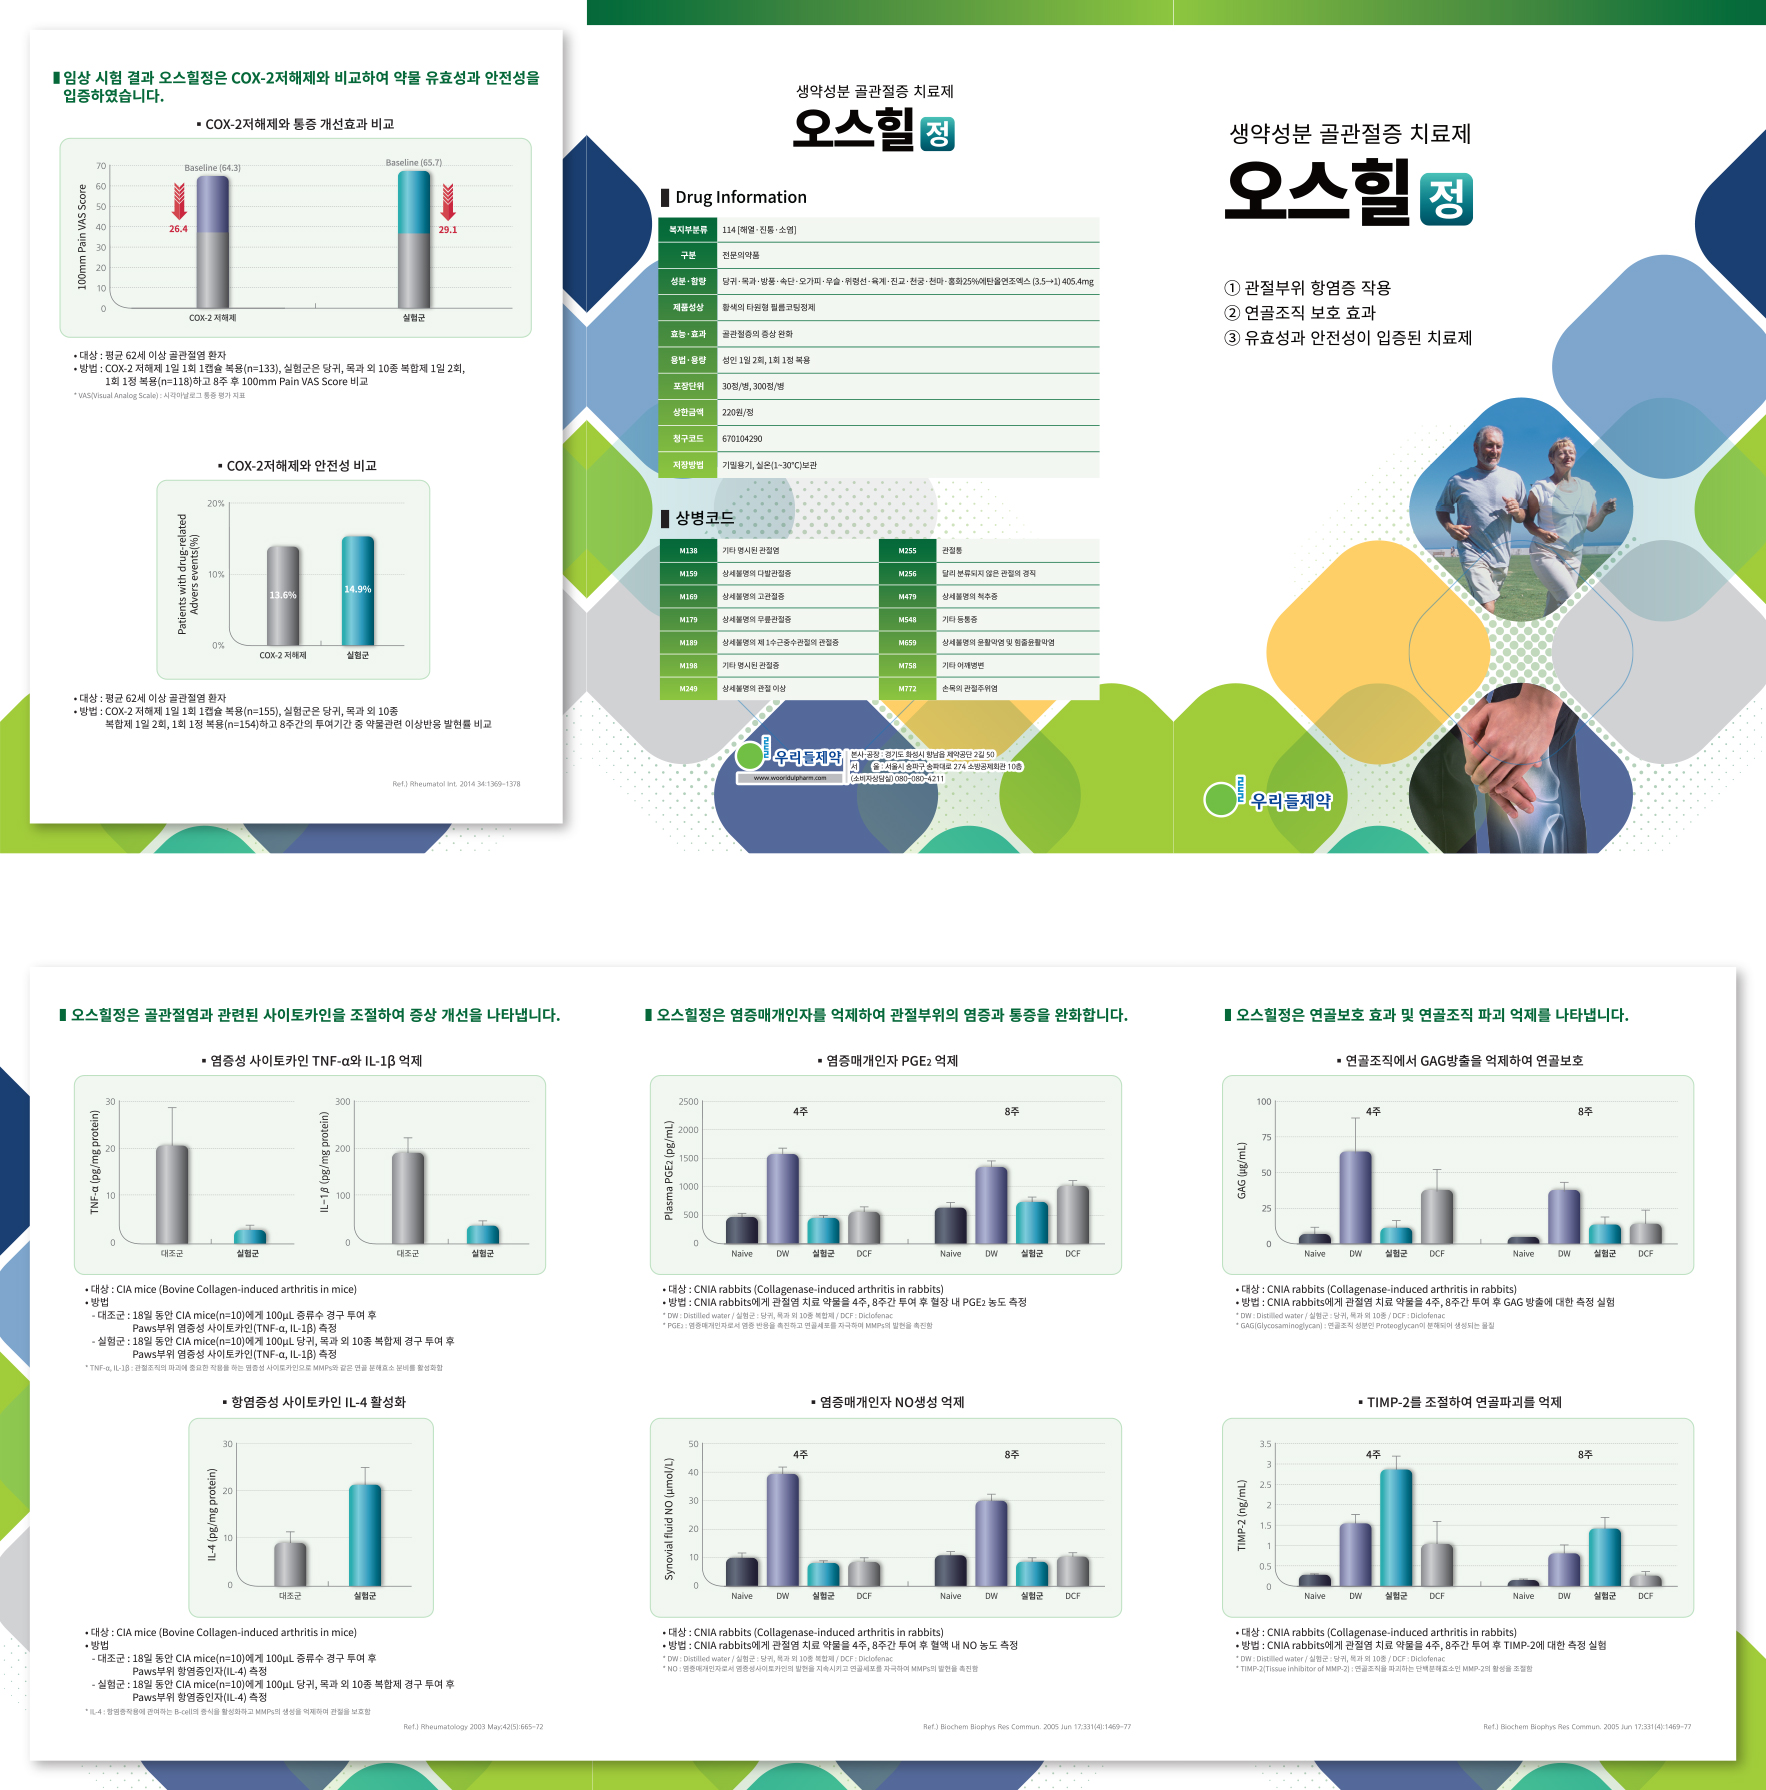 임상 시험 결과 오스힐정은 COX-2저해제와 비교하여 약물 유효성과 안전성을
입증하였습니다.
▪ COX-2저해제와 통증 개선효과 비교
100mm Pain VAS Score
70
60
50
40
30
20
10
0
Baseline (64.3)
Baseline (65.7)
26.4
29.1
COX-2 저해제
실험군
• 대상 : 평균 62세 이상 골관절염 환자
• 방법 : COX-2 저해제 1일 1회 1캡슐 복용(n=133), 실험군은 당귀, 목과 외 10종 복합제 1일 2회,
1회 1정 복용(n=118)하고 8주 후 100mm Pain VAS Score 비교
* VAS(Visual Analog Scale) : 시각아날로그 통증 평가 지표
▪ COX-2저해제와 안전성 비교
Patients with drug-related
Advers events(%)
20%
10%
0%
13.6%
14.9%
COX-2 저해제
실험군
• 대상 : 평균 62세 이상 골관절염 환자
• 방법 : COX-2 저해제 1일 1회 1캡슐 복용(n=155), 실험군은 당귀, 목과 외 10종
복합제 1일 2회, 1회 1정 복용(n=154)하고 8주간의 투여기간 중 약물관련 이상반응 발현률 비교
Ref.) Rheumatol Int. 2014 34:1369-1378
생약성분 골관절증 치료제
오스힐 정
Drug Information
복지부분류 114 [해열·진통·소염]
구분 전문의약품
성분·함량 당귀·목과·방풍·속단·오가피·우슬·위령선·육계·진교·천궁·천마·홍화25%에탄올연조엑스 (3.5→1) 405.4mg
제품성상 황색의 타원형 필름코팅정제
효능·효과 골관절증의 증상 완화
용법·용량 성인 1일 2회, 1회 1정 복용
포장단위 30정/병, 300정/병
상한금액 220원/정
청구코드 670104290
저장방법 기밀용기, 실온(1~30℃)보관
상병코드
M138 기타 명시된 관절염 M255 관절통
M159 상세불명의 다발관절증 M256 달리 분류되지 않은 관절의 경직
M169 상세불명의 고관절증 M479 상세불명의 척추증
M179 상세불명의 무릎관절증 M548 기타 등통증
M189 상세불명의 제 1수근중수관절의 관절증 M659 상세불명의 윤활막염 및 힘줄윤활막염
M198 기타 명시된 관절증 M758 기타 어깨병변
M249 상세불명의 관절 이상 M772 손목의 관절주위염
우리들제약
www.wooridulpharm.com
본사·공장 : 경기도 화성시 향남읍 제약공단 2길 50
서 울 : 서울시 송파구 송파대로 274 소방공제회관 10층
(소비자상담실) 080-080-4211
생약성분 골관절증 치료제
오스힐 정
① 관절부위 항염증 작용
② 연골조직 보호 효과
③ 유효성과 안전성이 입증된 치료제
우리들제약
오스힐정은 골관절염과 관련된 사이토카인을 조절하여 증상 개선을 나타냅니다.
▪ 염증성 사이토카인 TNF-α와 IL-1β 억제
TNF-α (pg/mg protein)
30
20
10
0
대조군
실험군
IL-1β (pg/mg protein)
300
200
100
0
대조군
실험군
• 대상 : CIA mice (Bovine Collagen-induced arthritis in mice)
• 방법
- 대조군 : 18일 동안 CIA mice(n=10)에게 100μL 증류수 경구 투여 후
Paws부위 염증성 사이토카인(TNF-α, IL-1β) 측정
- 실험군 : 18일 동안 CIA mice(n=10)에게 100μL 당귀, 목과 외 10종 복합제 경구 투여 후
Paws부위 염증성 사이토카인(TNF-α, IL-1β) 측정
* TNF-α, IL-1β : 관절조직의 파괴에 중요한 작용을 하는 염증성 사이토카인으로 MMPs와 같은 연골 분해효소 분비를 활성화함
▪ 항염증성 사이토카인 IL-4 활성화
IL-4 (pg/mg protein)
30
20
10
0
대조군
실험군
• 대상 : CIA mice (Bovine Collagen-induced arthritis in mice)
• 방법
- 대조군 : 18일 동안 CIA mice(n=10)에게 100μL 증류수 경구 투여 후
Paws부위 항염증인자(IL-4) 측정
- 실험군 : 18일 동안 CIA mice(n=10)에게 100μL 당귀, 목과 외 10종 복합제 경구 투여 후
Paws부위 항염증인자(IL-4) 측정
* IL-4 : 항염증작용에 관여하는 B-cell의 증식을 활성화하고 MMPs의 생성을 억제하여 관절을 보호함
Ref.) Rheumatology 2003 May;42(5):665-72
오스힐정은 염증매개인자를 억제하여 관절부위의 염증과 통증을 완화합니다.
▪ 염증매개인자 PGE2 억제
Plasma PGE2 (pg/mL)
2500
2000
1500
1000
500
0
4주
8주
Naive DW 실험군 DCF Naive DW 실험군 DCF
• 대상 : CNIA rabbits (Collagenase-induced arthritis in rabbits)
• 방법 : CNIA rabbits에게 관절염 치료 약물을 4주, 8주간 투여 후 혈장 내 PGE2 농도 측정
* DW : Distilled water / 실험군 : 당귀, 목과 외 10종 복합제 / DCF : Diclofenac
* PGE2 : 염증매개인자로서 염증 반응을 촉진하고 연골세포를 자극하여 MMPs의 발현을 촉진함
▪ 염증매개인자 NO생성 억제
Synovial fluid NO (μmol/L)
50
40
30
20
10
0
4주
8주
Naive DW 실험군 DCF Naive DW 실험군 DCF
• 대상 : CNIA rabbits (Collagenase-induced arthritis in rabbits)
• 방법 : CNIA rabbits에게 관절염 치료 약물을 4주, 8주간 투여 후 혈액 내 NO 농도 측정
* DW : Distilled water / 실험군 : 당귀, 목과 외 10종 복합제 / DCF : Diclofenac
* NO : 염증매개인자로서 염증성사이토카인의 발현을 지속시키고 연골세포를 자극하여 MMPs의 발현을 촉진함
Ref.) Biochem Biophys Res Commun. 2005 Jun 17;331(4):1469-77
오스힐정은 연골보호 효과 및 연골조직 파괴 억제를 나타냅니다.
▪ 연골조직에서 GAG방출을 억제하여 연골보호
GAG (μg/mL)
100
75
50
25
0
4주
8주
Naive DW 실험군 DCF Naive DW 실험군 DCF
• 대상 : CNIA rabbits (Collagenase-induced arthritis in rabbits)
• 방법 : CNIA rabbits에게 관절염 치료 약물을 4주, 8주간 투여 후 GAG 방출에 대한 측정 실험
* DW : Distilled water / 실험군 : 당귀, 목과 외 10종 / DCF : Diclofenac
* GAG(Glycosaminoglycan) : 연골조직 성분인 Proteoglycan이 분해되어 생성되는 물질
▪ TIMP-2를 조절하여 연골파괴를 억제
TIMP-2 (ng/mL)
3.5
3
2.5
2
1.5
1
0.5
0
4주
8주
Naive DW 실험군 DCF Naive DW 실험군 DCF
• 대상 : CNIA rabbits (Collagenase-induced arthritis in rabbits)
• 방법 : CNIA rabbits에게 관절염 치료 약물을 4주, 8주간 투여 후 TIMP-2에 대한 측정 실험
* DW : Distilled water / 실험군 : 당귀, 목과 외 10종 / DCF : Diclofenac
* TIMP-2(Tissue inhibitor of MMP-2) : 연골조직을 파괴하는 단백분해효소인 MMP-2의 활성을 조절함
Ref.) Biochem Biophys Res Commun. 2005 Jun 17;331(4):1469-77